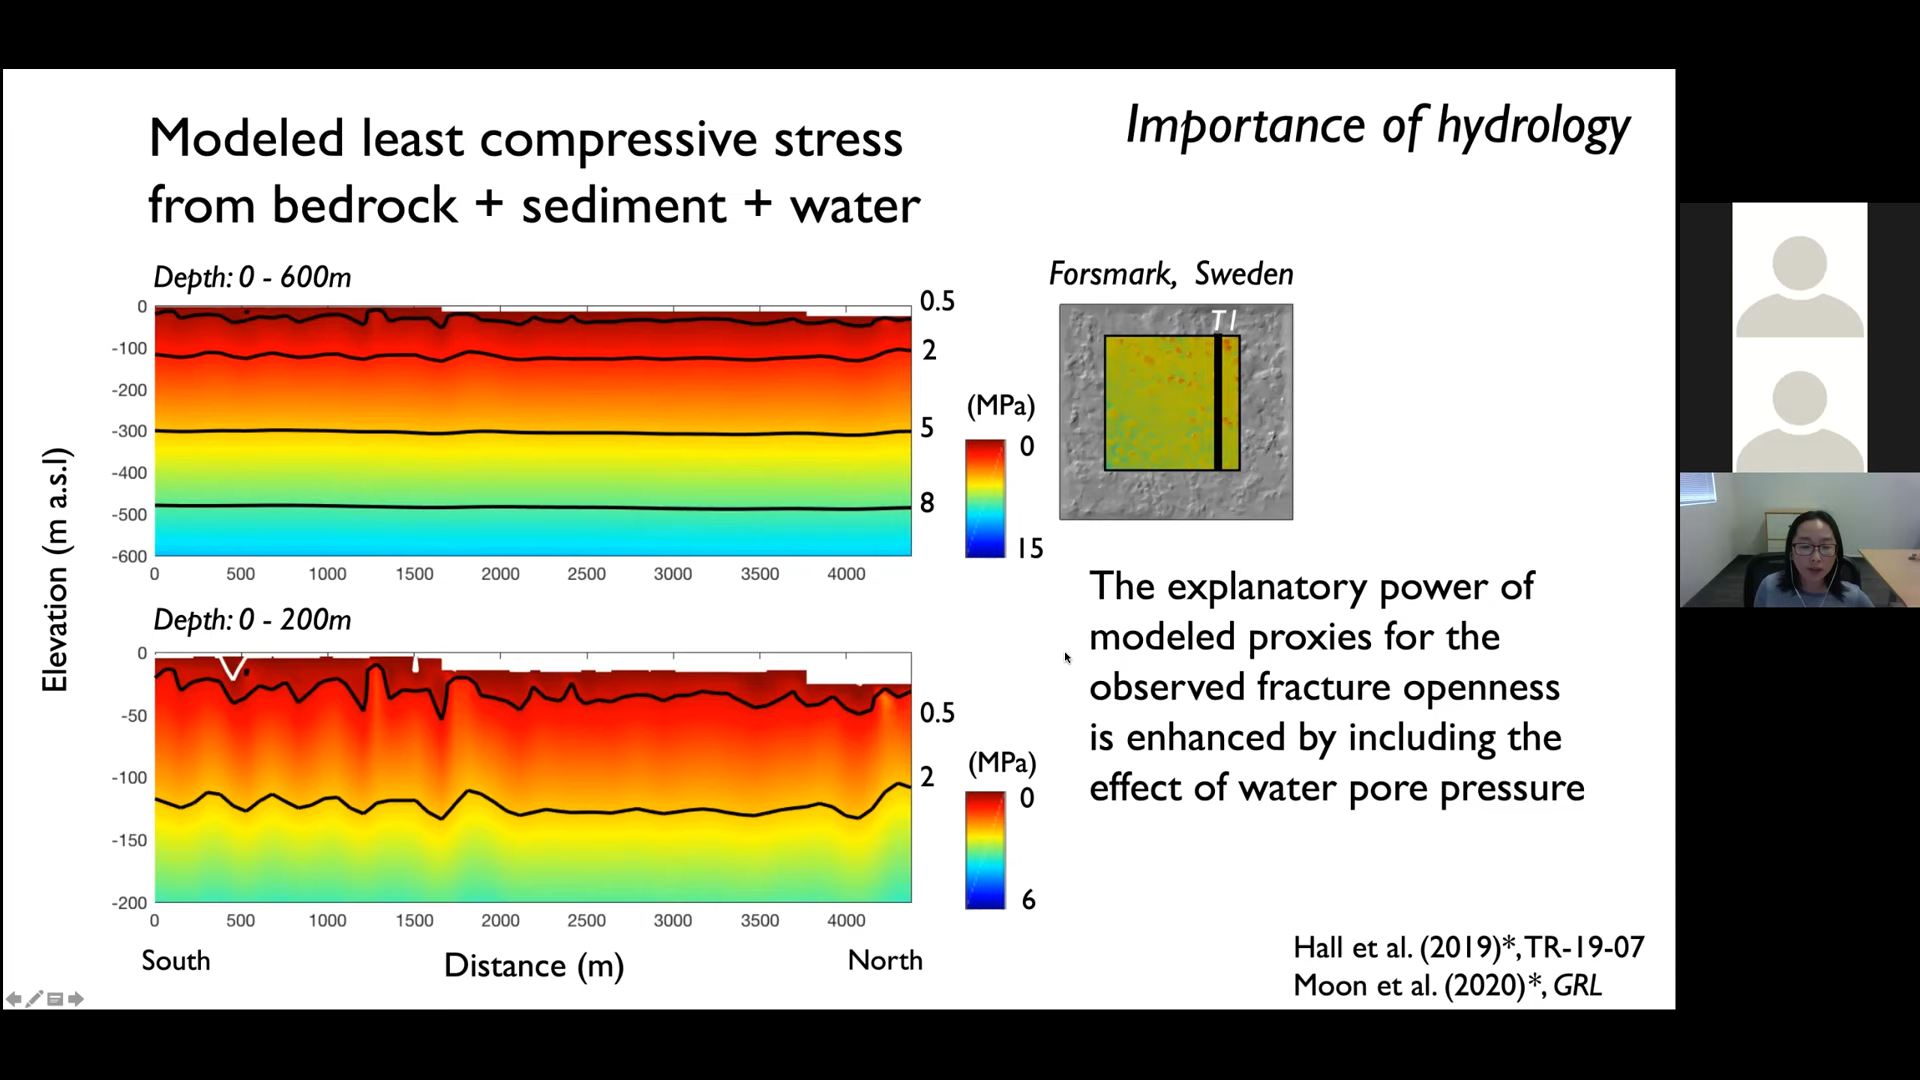 Modeled least compressive stress
from bedrock + sediment + water
Importance of hydrology
Depth: 0 - 600m
0
-100
-200
-300
-400
-500
-600
0.5
2
5
8
0 500 1000 1500 2000 2500 3000 3500 4000
(MPa)
0
15
Forsmark, Sweden
T1
Elevation (m a.s.l)
Depth: 0 - 200m
0
-50
-100
-150
-200
0.5
2
0 500 1000 1500 2000 2500 3000 3500 4000
(MPa)
0
6
South
Distance (m)
North
The explanatory power of
modeled proxies for the
observed fracture openness
is enhanced by including the
effect of water pore pressure
Hall et al. (2019)*, TR-19-07
Moon et al. (2020)*, GRL